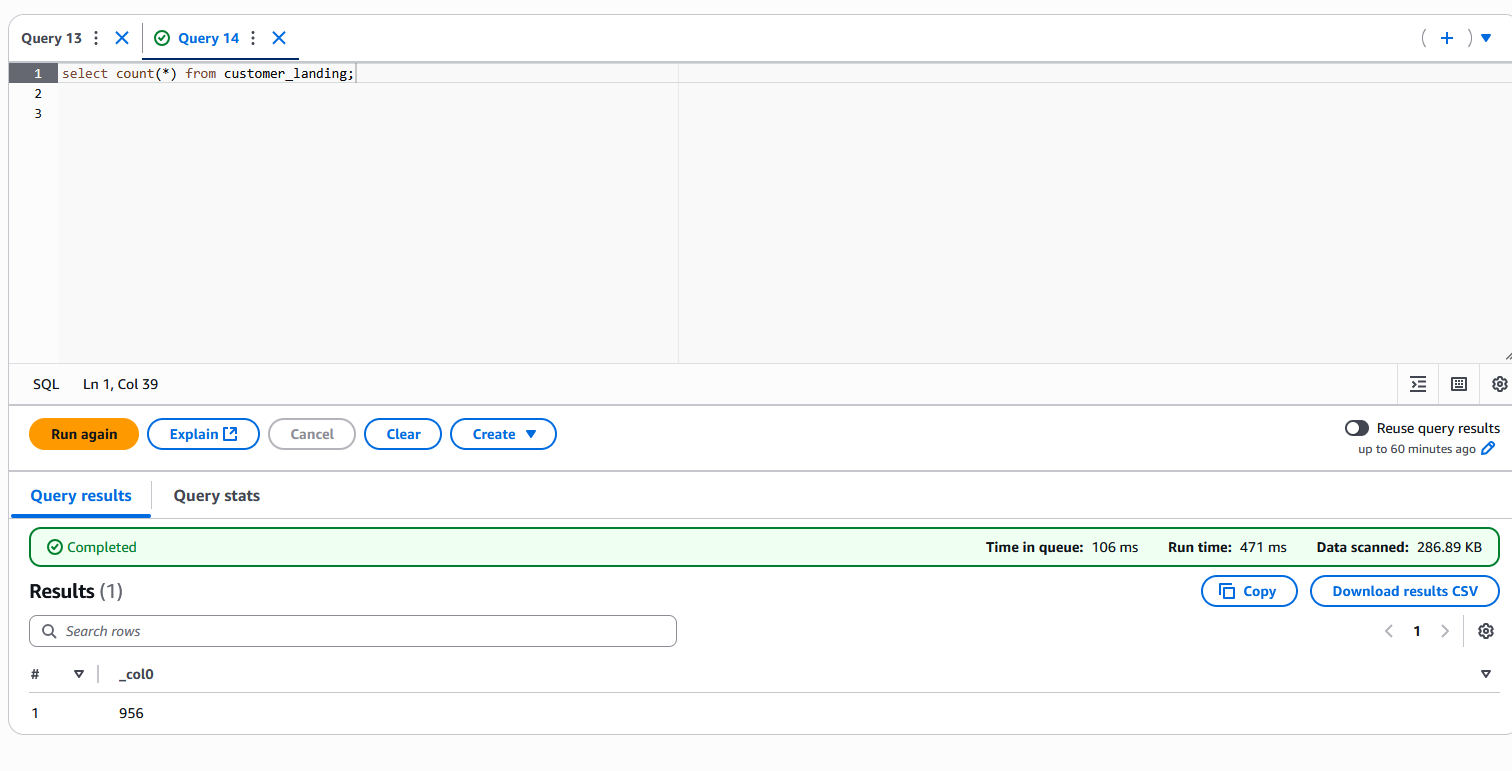 Query 13 Query 14
1 select count(*) from customer_landing;
2
3
SQL Ln 1, Col 39
Run again Explain Cancel Clear Create Reuse query results
up to 60 minutes ago
Query results Query stats
Completed Time in queue: 106 ms Run time: 471 ms Data scanned: 286.89 KB
Results (1) Copy Download results CSV
Search rows 1
# _col0
1 956